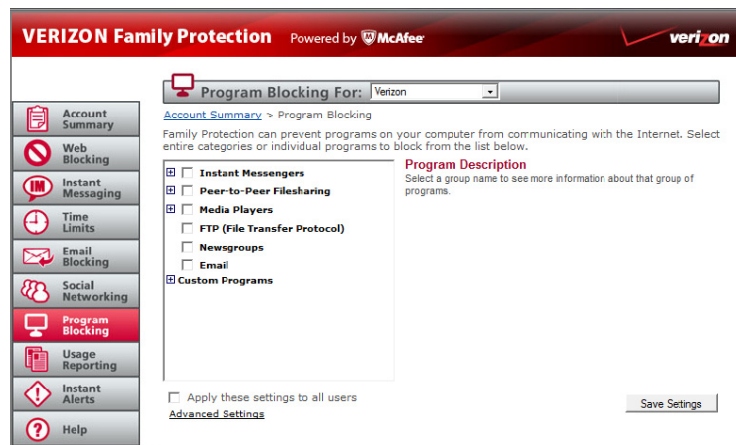 VERIZON Family Protection Powered by McAfee
verizon
Program Blocking For: Verizon
Account Summary > Program Blocking
Family Protection can prevent programs on your computer from communicating with the Internet. Select
entire categories or individual programs to block from the list below.
Account
Summary
Web
Blocking
IM
Instant
Messaging
Time
Limits
Email
Blocking
Social
Networking
Program
Blocking
Usage
Reporting
Instant
Alerts
? Help
Instant Messengers
Peer-to-Peer Filesharing
Media Players
FTP (File Transfer Protocol)
Newsgroups
Email
Custom Programs
Program Description
Select a group name to see more information about that group of
programs.
Apply these settings to all users
Advanced Settings
Save Settings